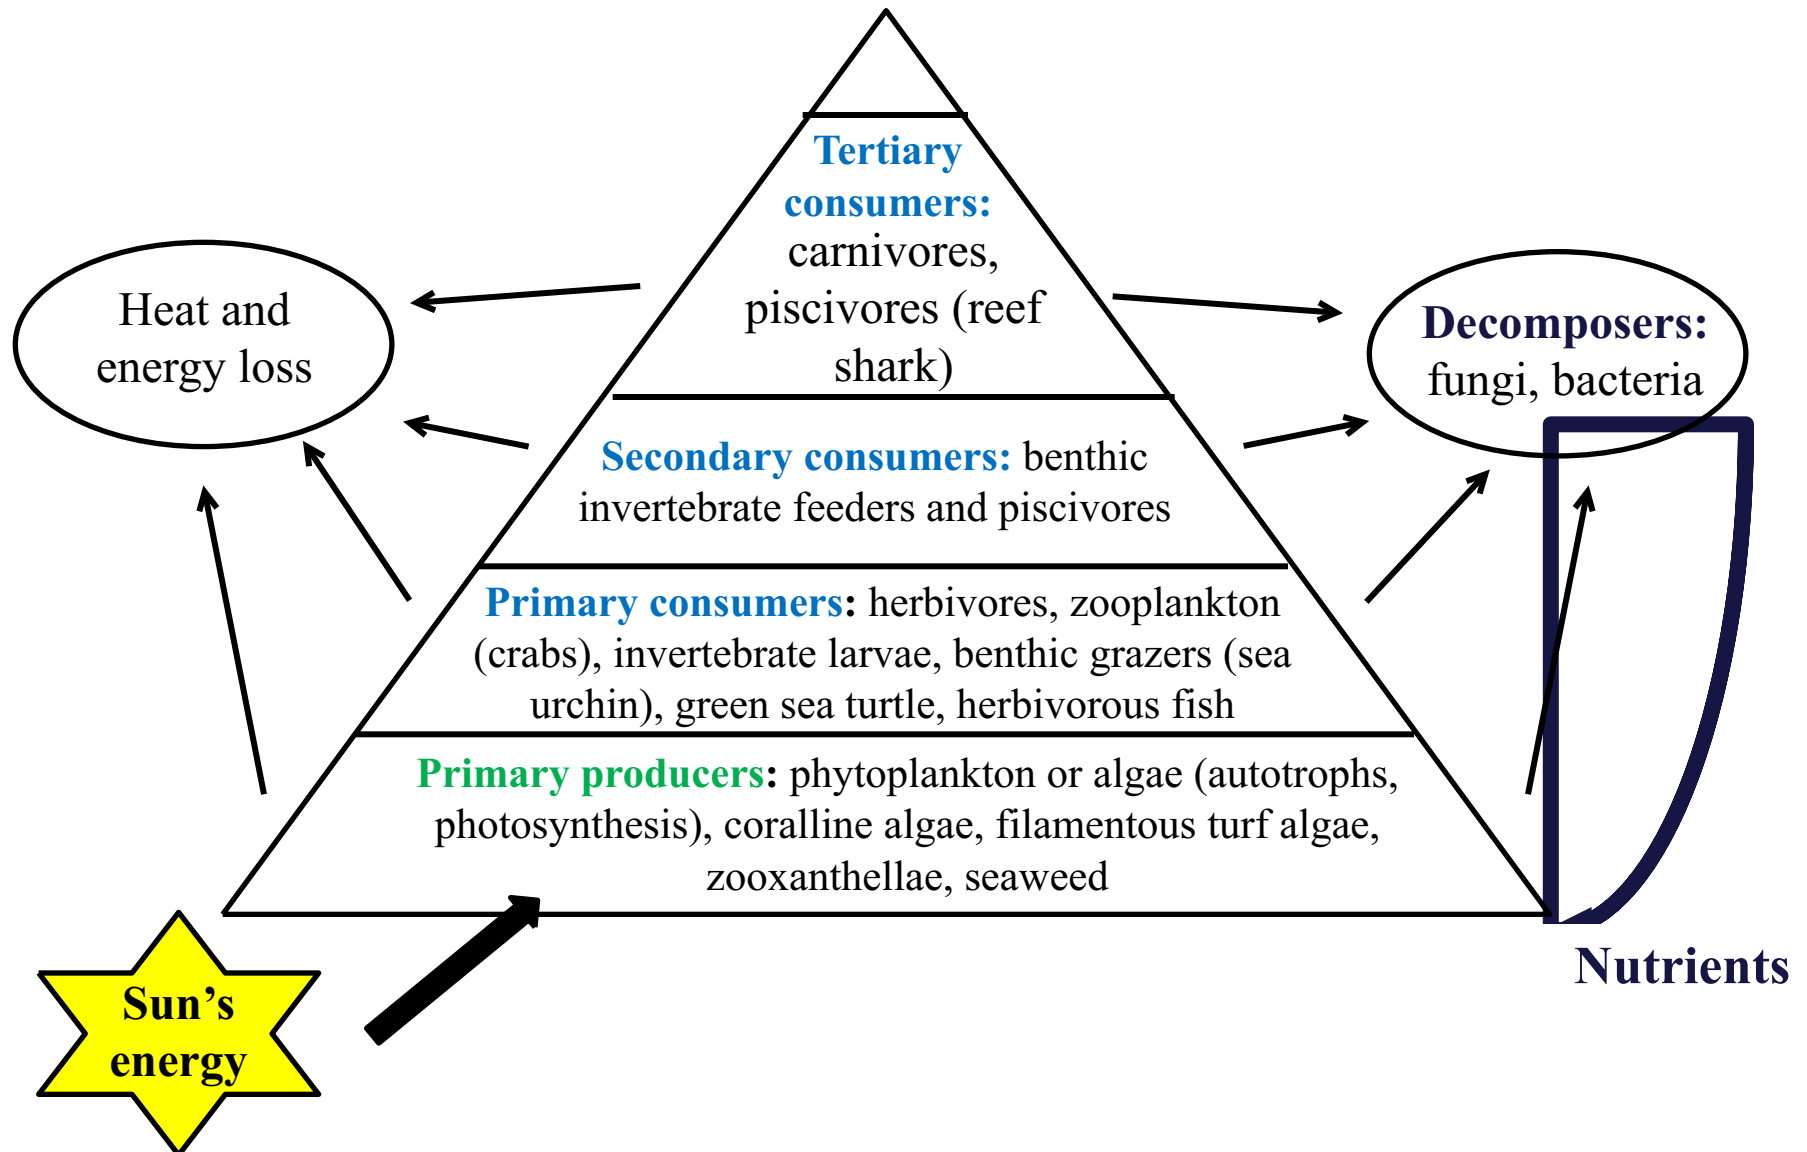 Tertiary
consumers:
carnivores,
piscivores (reef
shark)
Heat and
energy loss
Decomposers:
fungi, bacteria
Secondary consumers: benthic
invertebrate feeders and piscivores
Primary consumers: herbivores, zooplankton
(crabs), invertebrate larvae, benthic grazers (sea
urchin), green sea turtle, herbivorous fish
Primary producers: phytoplankton or algae (autotrophs,
photosynthesis), coralline algae, filamentous turf algae,
zooxanthellae, seaweed
Nutrients
Sun’s
energy